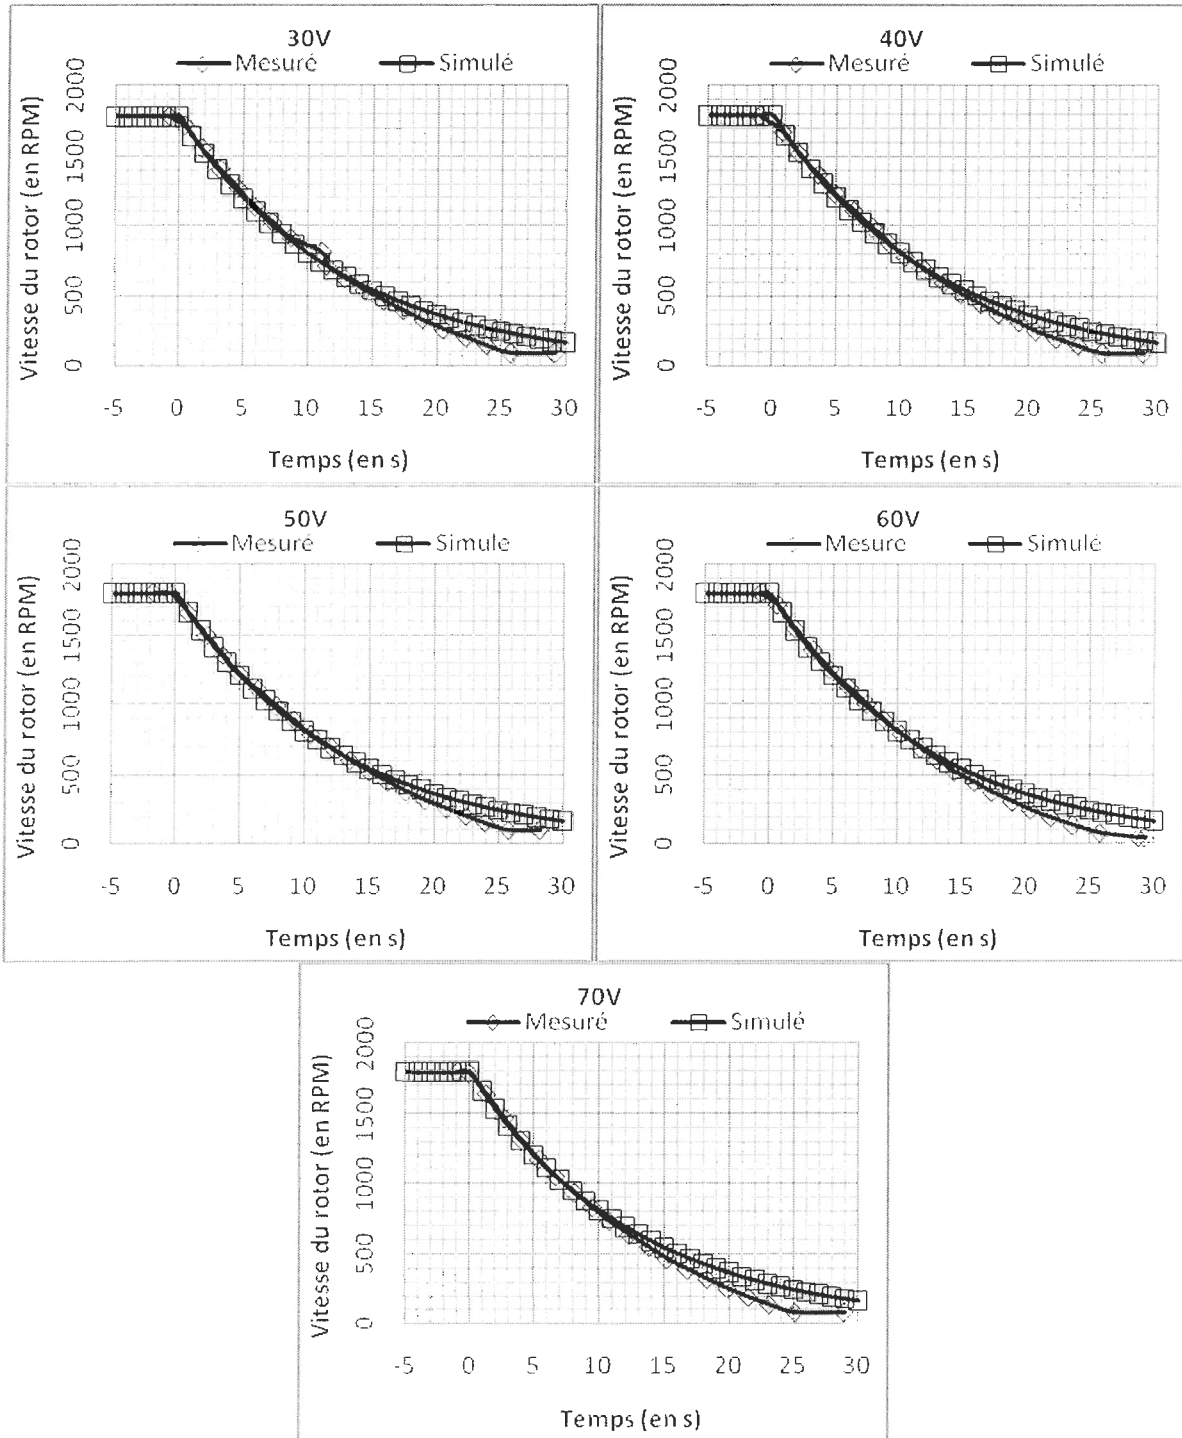 30V
Mesuré Simulé
Vitesse du rotor (en RPM)
2000
1500
1000
500
0
-5 0 5 10 15 20 25 30
Temps (en s)
40V
Mesuré Simulé
Vitesse du rotor (en RPM)
2000
1500
1000
500
0
-5 0 5 10 15 20 25 30
Temps (en s)
50V
Mesuré Simulé
Vitesse du rotor (en RPM)
2000
1500
1000
500
0
-5 0 5 10 15 20 25 30
Temps (en s)
60V
Mesuré Simulé
Vitesse du rotor (en RPM)
2000
1500
1000
500
0
-5 0 5 10 15 20 25 30
Temps (en s)
70V
Mesuré Simulé
Vitesse du rotor (en RPM)
2000
1500
1000
500
0
-5 0 5 10 15 20 25 30
Temps (en s)